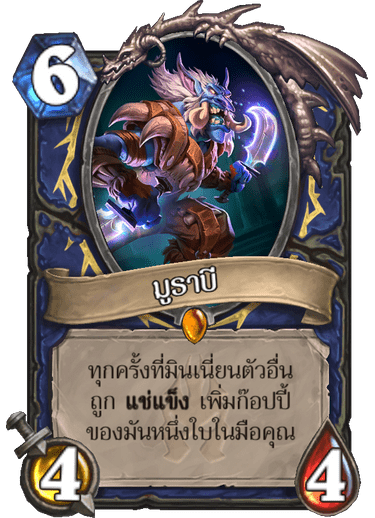 6
มูราบี
ทุกครั้งที่มินเนี่ยนตัวอื่น
ถูก แช่แข็ง เพิ่มก๊อปปี้
ของมันหนึ่งใบในมือคุณ
4 4